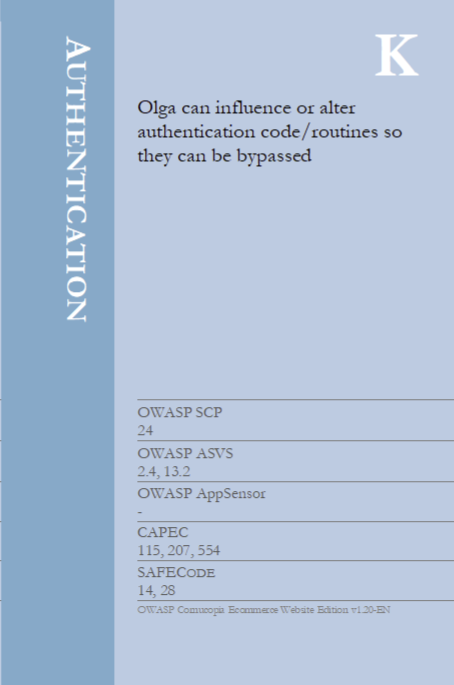 AUTHENTICATION
K
Olga can influence or alter
authentication code/routines so
they can be bypassed
OWASP SCP
24
OWASP ASVS
2.4, 13.2
OWASP AppSensor
-
CAPEC
115, 207, 554
SAFECODE
14, 28
OWASP Cornucopia Ecommerce Website Edition v1.20-EN